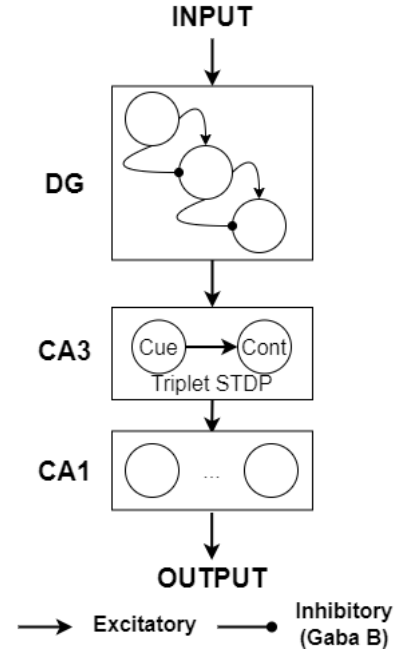 INPUT
DG
CA3
Cue
Cont
Triplet STDP
CA1
...
OUTPUT
Excitatory
Inhibitory
(Gaba B)